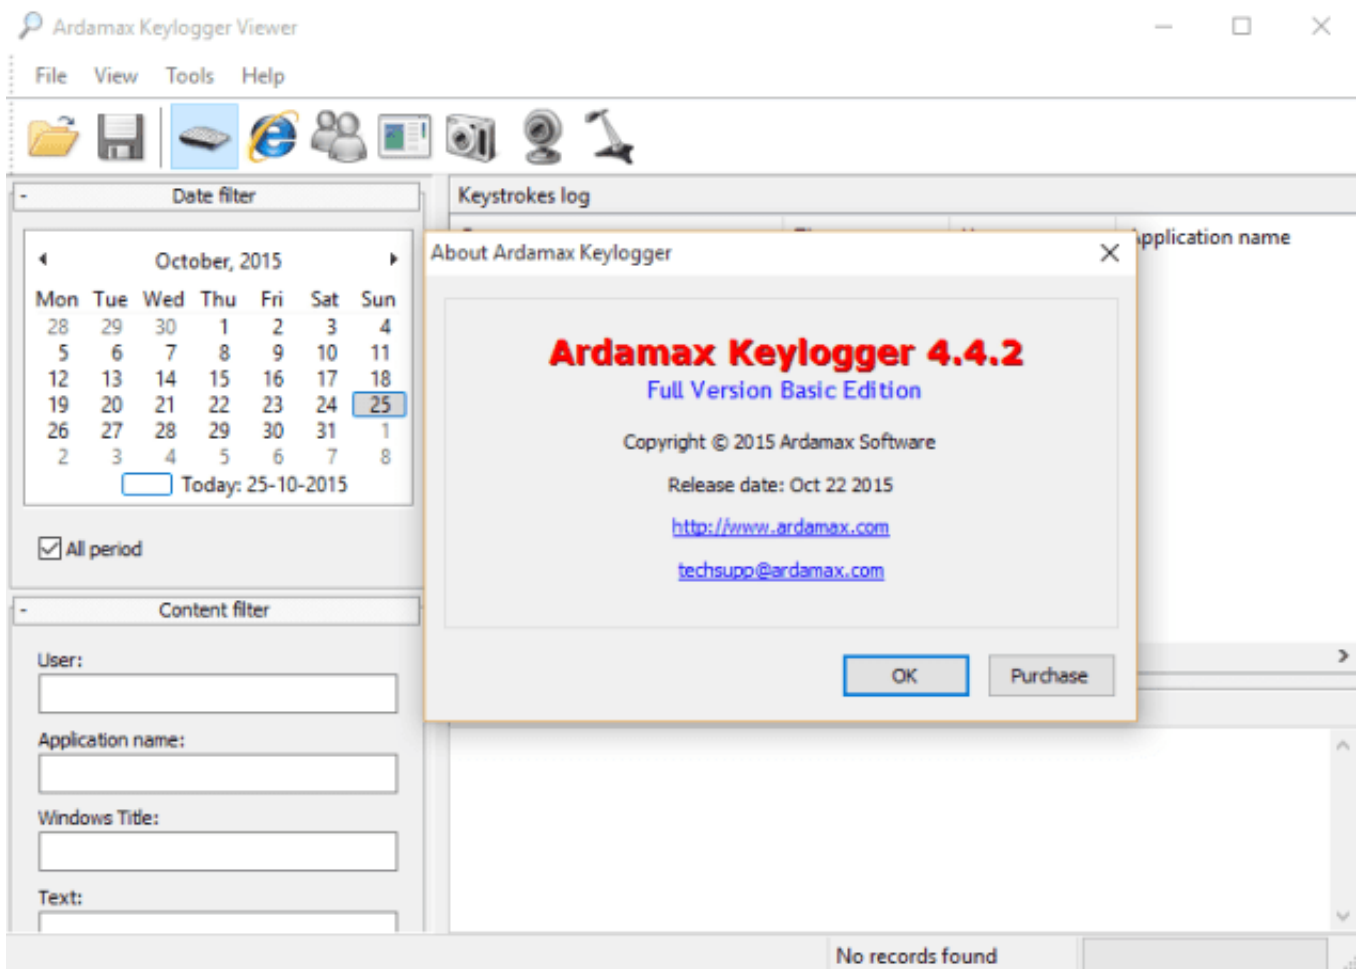 Ardamax Keylogger Viewer
File View Tools Help
Date filter
October, 2015
Mon Tue Wed Thu Fri Sat Sun
28 29 30 1 2 3 4
5 6 7 8 9 10 11
12 13 14 15 16 17 18
19 20 21 22 23 24 25
26 27 28 29 30 31 1
2 3 4 5 6 7 8
Today: 25-10-2015
All period
Content filter
User:
Application name:
Windows Title:
Text:
Keystrokes log
Application name
About Ardamax Keylogger
Ardamax Keylogger 4.4.2
Full Version Basic Edition
Copyright © 2015 Ardamax Software
Release date: Oct 22 2015
http://www.ardamax.com
techsupp@ardamax.com
OK Purchase
No records found